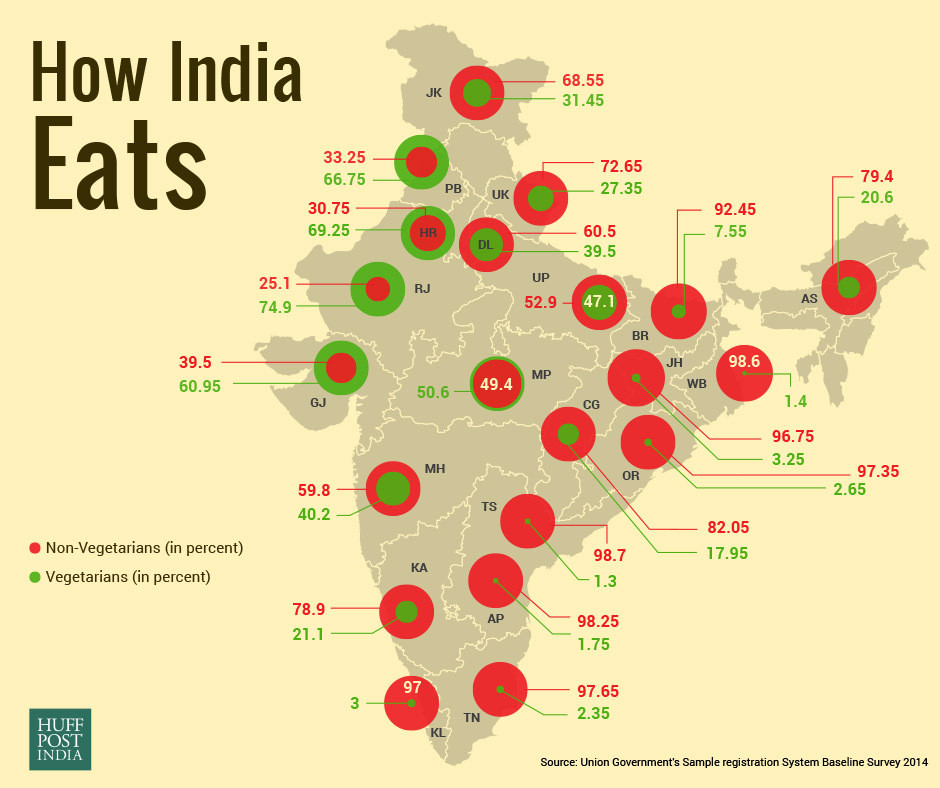 How India
Eats
JK
68.55
31.45
33.25
66.75
PB
UK
72.65
27.35
79.4
20.6
AS
30.75
69.25
HR
DL
60.5
39.5
92.45
7.55
UP
25.1
74.9
RJ
52.9
47.1
BR
39.5
60.95
GJ
50.6
49.4
MP
JH
WB
98.6
1.4
CG
96.75
3.25
OR
97.35
2.65
MH
59.8
40.2
TS
82.05
17.95
98.7
1.3
Non-Vegetarians (in percent)
Vegetarians (in percent)
KA
78.9
21.1
AP
98.25
1.75
97
3
KL
TN
97.65
2.35
HUFF
POST
INDIA
Source: Union Government's Sample registration System Baseline Survey 2014